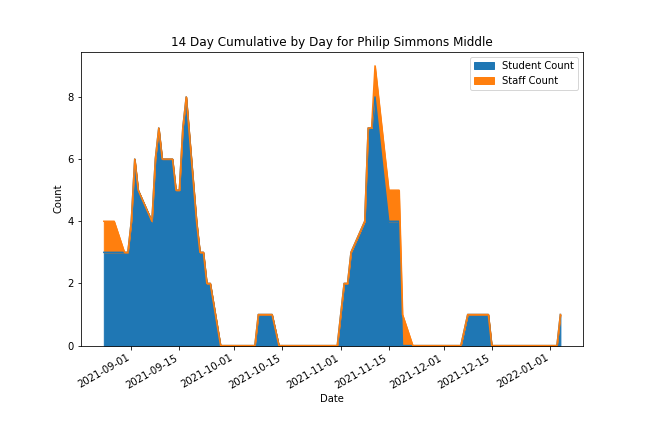 14 Day Cumulative by Day for Philip Simmons Middle
Student Count
Staff Count
8
6
4
2
0
Count
2021-09-01
2021-09-15
2021-10-01
2021-10-15
2021-11-01
2021-11-15
2021-12-01
2021-12-15
2022-01-01
Date